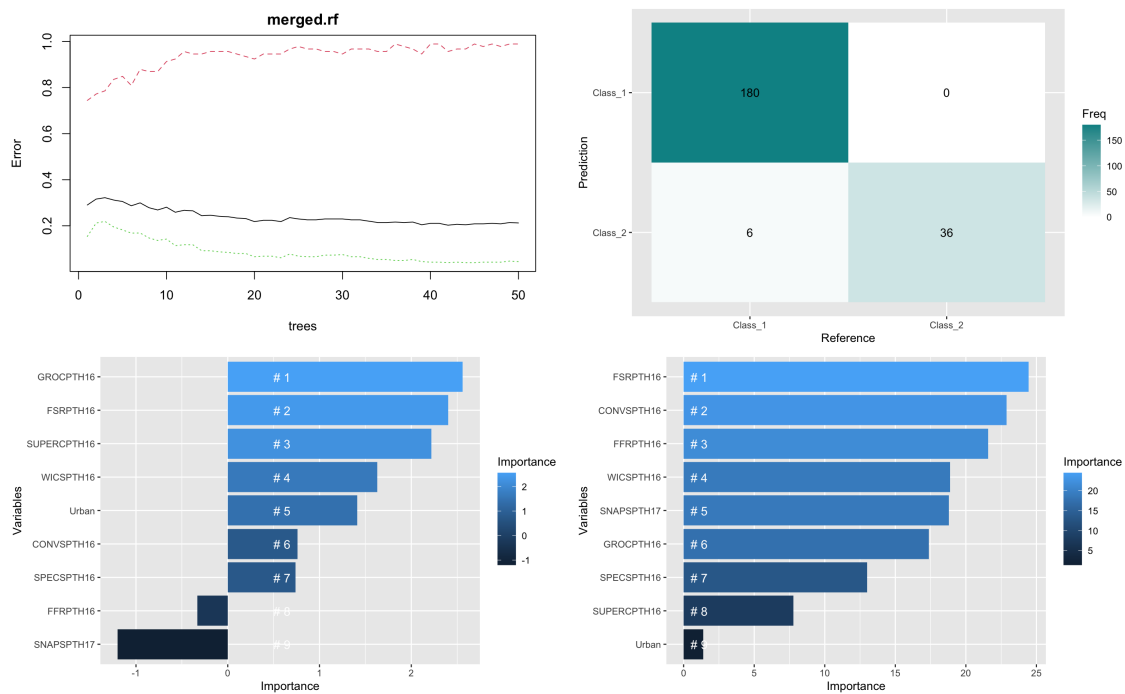 merged.rf
Error
1.0
0.8
0.6
0.4
0.2
0 10 20 30 40 50
trees
Prediction
Class_1
Class_2
180 0
6 36
Class_1 Class_2
Reference
Freq
150
100
50
0
Variables
GROCPTH16 # 1
FSRPTH16 # 2
SUPERCPTH16 # 3
WICSPTH16 # 4
Urban # 5
CONVSPTH16 # 6
SPECSPTH16 # 7
FFRPTH16 # 8
SNAPSPTH17 # 9
-1 0 1 2
Importance
Importance
2
1
0
-1
Variables
FSRPTH16 # 1
CONVSPTH16 # 2
FFRPTH16 # 3
WICSPTH16 # 4
SNAPSPTH17 # 5
GROCPTH16 # 6
SPECSPTH16 # 7
SUPERCPTH16 # 8
Urban # 9
0 5 10 15 20 25
Importance
Importance
20
15
10
5